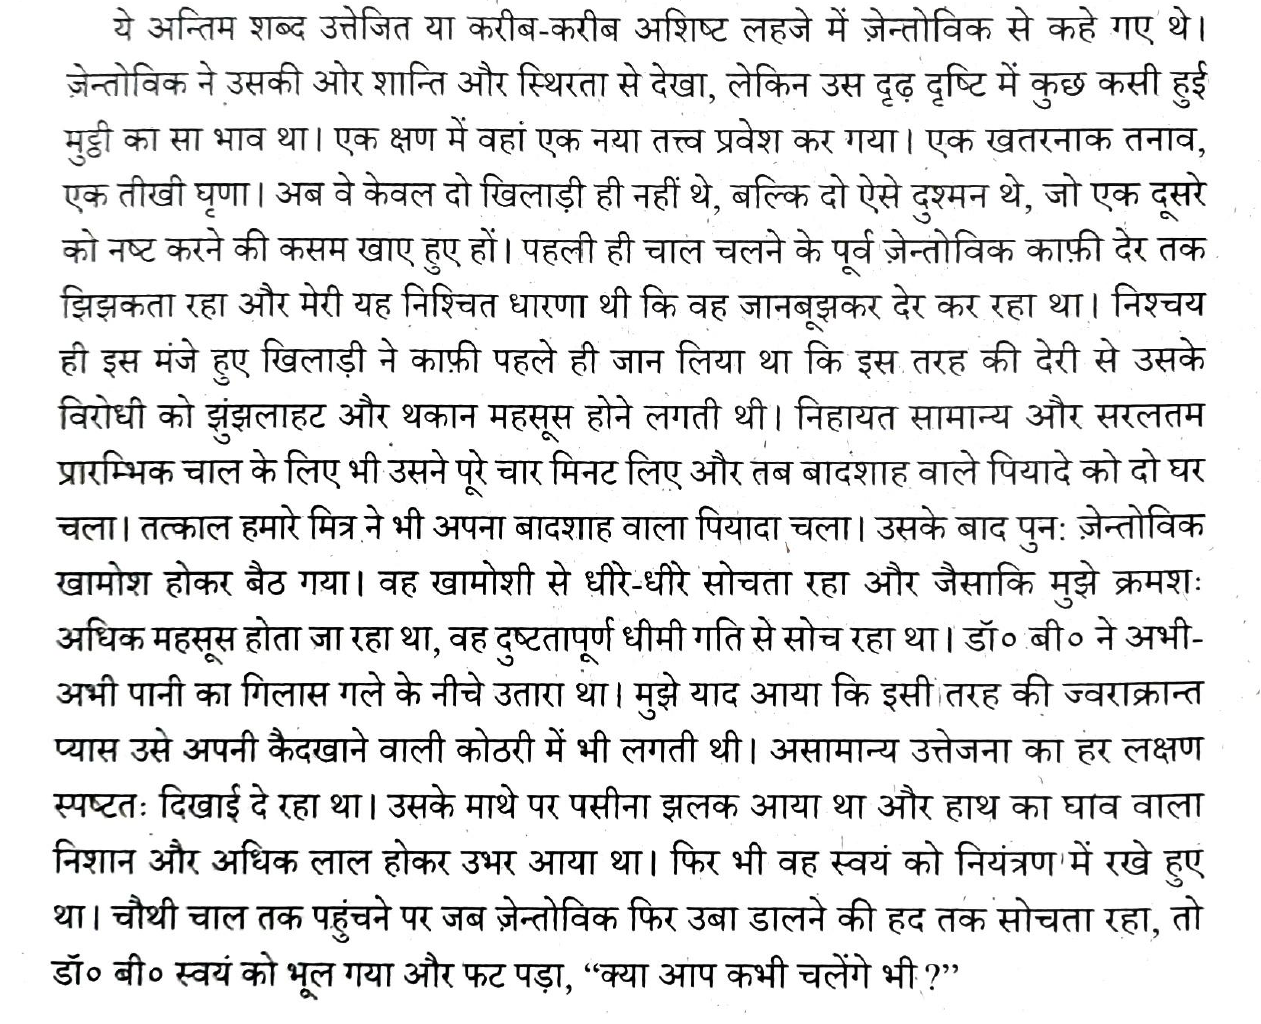 ये अन्तिम शब्द उत्तेजित या करीब-करीब अशिष्ट लहजे में ज़ेन्तोविक से कहे गए थे।
ज़ेन्तोविक ने उसकी ओर शान्ति और स्थिरता से देखा, लेकिन उस दृढ़ दृष्टि में कुछ कसी हुई
मुट्ठी का सा भाव था। एक क्षण में वहां एक नया तत्त्व प्रवेश कर गया। एक खतरनाक तनाव,
एक तीखी घृणा। अब वे केवल दो खिलाड़ी ही नहीं थे, बल्कि दो ऐसे दुश्मन थे, जो एक दूसरे
को नष्ट करने की कसम खाए हुए हों। पहली ही चाल चलने के पूर्व ज़ेन्तोविक काफ़ी देर तक
झिझकता रहा और मेरी यह निश्चित धारणा थी कि वह जानबूझकर देर कर रहा था। निश्चय
ही इस मंजे हुए खिलाड़ी ने काफ़ी पहले ही जान लिया था कि इस तरह की देरी से उसके
विरोधी को झुंझलाहट और थकान महसूस होने लगती थी। निहायत सामान्य और सरलतम
प्रारम्भिक चाल के लिए भी उसने पूरे चार मिनट लिए और तब बादशाह वाले पियादे को दो घर
चला। तत्काल हमारे मित्र ने भी अपना बादशाह वाला पियादा चला। उसके बाद पुन: ज़ेन्तोविक
खामोश होकर बैठ गया। वह खामोशी से धीरे-धीरे सोचता रहा और जैसाकि मुझे क्रमशः
अधिक महसूस होता जा रहा था, वह दुष्टतापूर्ण धीमी गति से सोच रहा था। डॉ० बी० ने अभी-
अभी पानी का गिलास गले के नीचे उतारा था। मुझे याद आया कि इसी तरह की ज्वराक्रान्त
प्यास उसे अपनी कैदखाने वाली कोठरी में भी लगती थी। असामान्य उत्तेजना का हर लक्षण
स्पष्टतः दिखाई दे रहा था। उसके माथे पर पसीना झलक आया था और हाथ का घाव वाला
निशान और अधिक लाल होकर उभर आया था। फिर भी वह स्वयं को नियंत्रण में रखे हुए
था। चौथी चाल तक पहुंचने पर जब ज़ेन्तोविक फिर उबा डालने की हद तक सोचता रहा, तो
डॉ० बी० स्वयं को भूल गया और फट पड़ा, “क्या आप कभी चलेंगे भी ?”